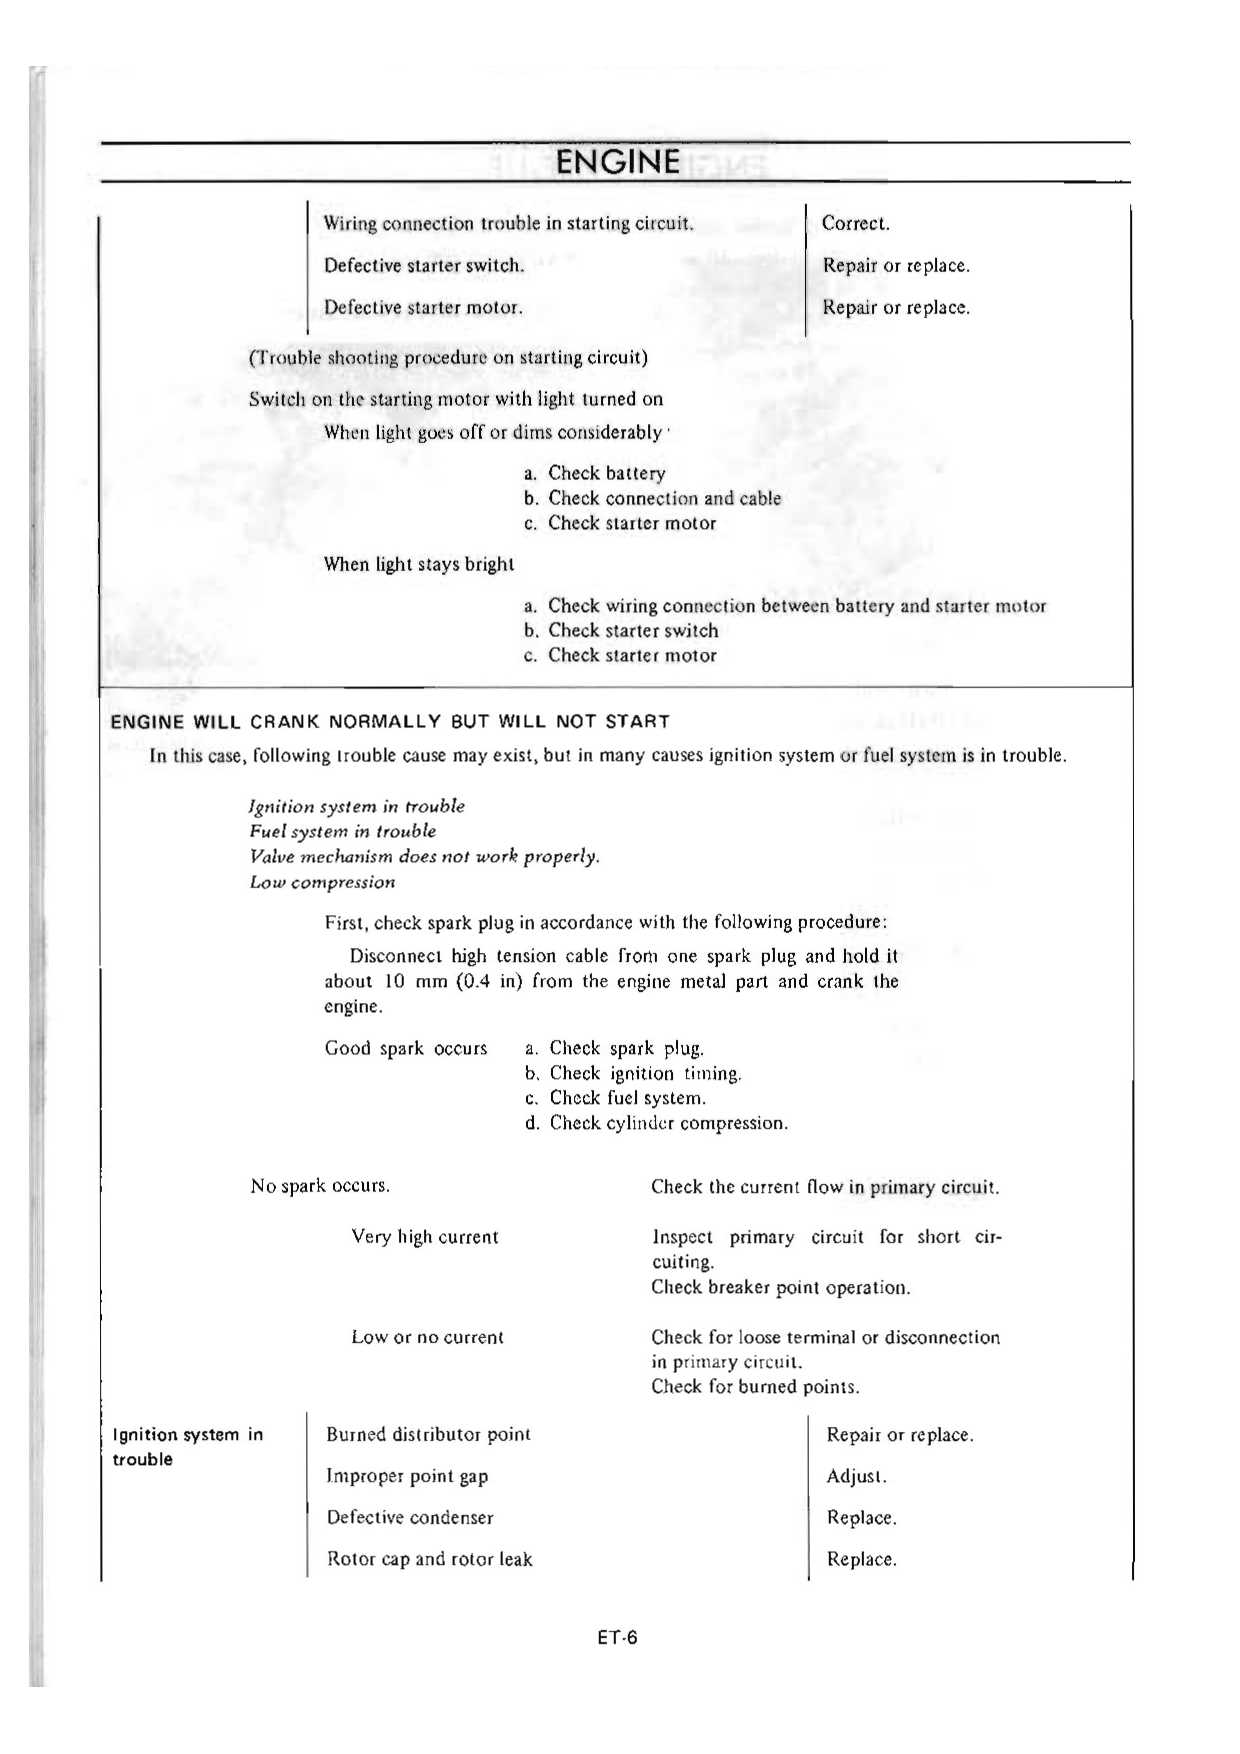 ENGINE
Wiring connection trouble in starting circuit. Correct.
Defective starter switch. Repair or replace.
Defective starter motor. Repair or replace.
(Trouble shooting procedure on starting circuit)
Switch on the starting motor with light turned on
When light goes off or dims considerably
a. Check battery
b. Check connection and cable
c. Check starter motor
When light stays bright
a. Check wiring connection between battery and starter motor
b. Check starter switch
c. Check starter motor
ENGINE WILL CRANK NORMALLY BUT WILL NOT START
In this case, following trouble cause may exist, but in many causes ignition system or fuel system is in trouble.
Ignition system in trouble
Fuel system in trouble
Valve mechanism does not work properly.
Low compression
First, check spark plug in accordance with the following procedure:
Disconnect high tension cable from one spark plug and hold it
about 10 mm (0.4 in) from the engine metal part and crank the
engine.
Good spark occurs a. Check spark plug.
b. Check ignition timing.
c. Check fuel system.
d. Check cylinder compression.
No spark occurs. Check the current flow in primary circuit.
Very high current Inspect primary circuit for short cir-
cuiting.
Check breaker point operation.
Low or no current Check for loose terminal or disconnection
in primary circuit.
Check for burned points.
Ignition system in Burned distributor point Repair or replace.
trouble
Improper point gap Adjust.
Defective condenser Replace.
Rotor cap and rotor leak Replace.
ET-6